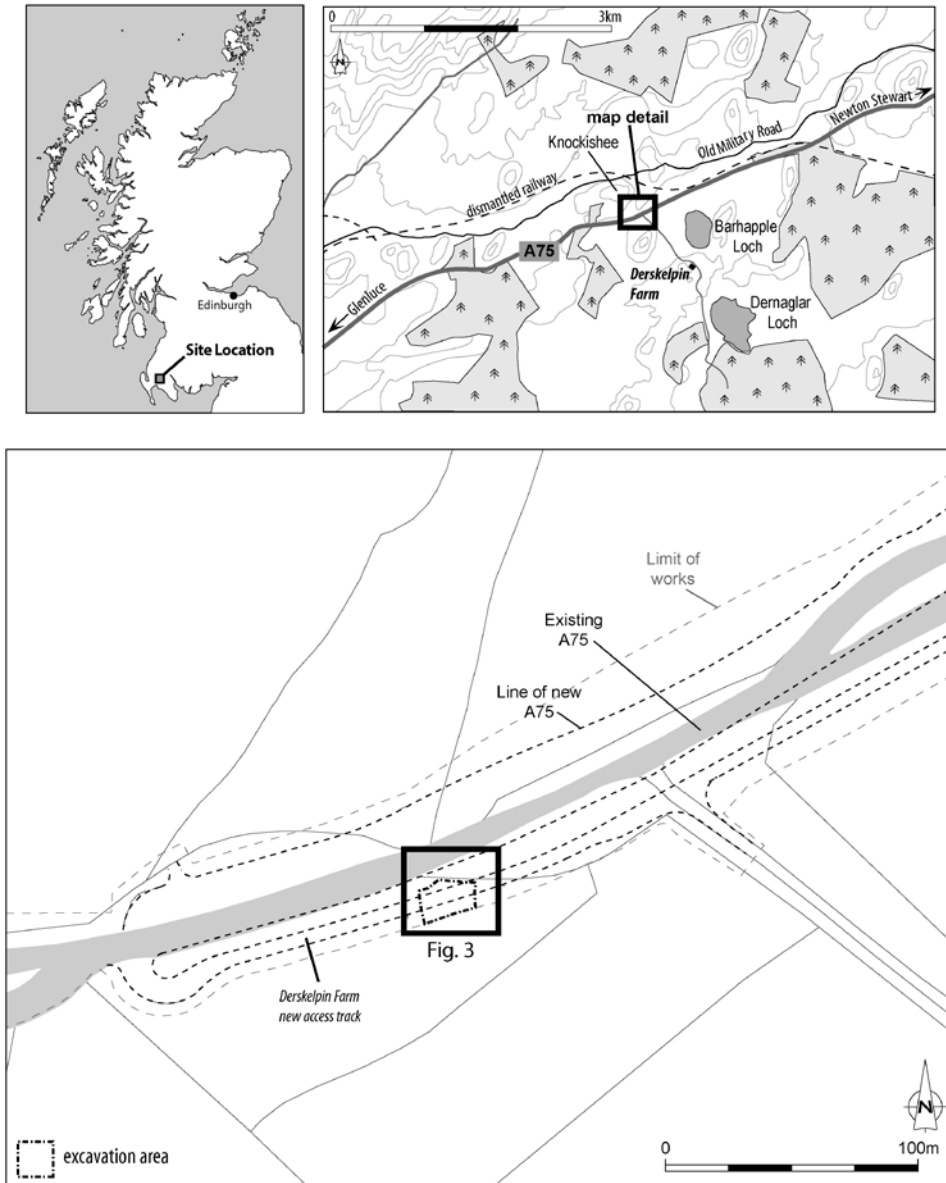 Edinburgh
Site Location
0
3km
N
map detail
Knockishee
Old Military Road
Newton Stewart
dismantled railway
A75
Barhapple
Loch
Derskelpin
Farm
Glenluce
Dernaglar
Loch
Limit of
works
Existing
A75
Line of new
A75
Fig. 3
Derskelpin Farm
new access track
N
excavation area
0
100m